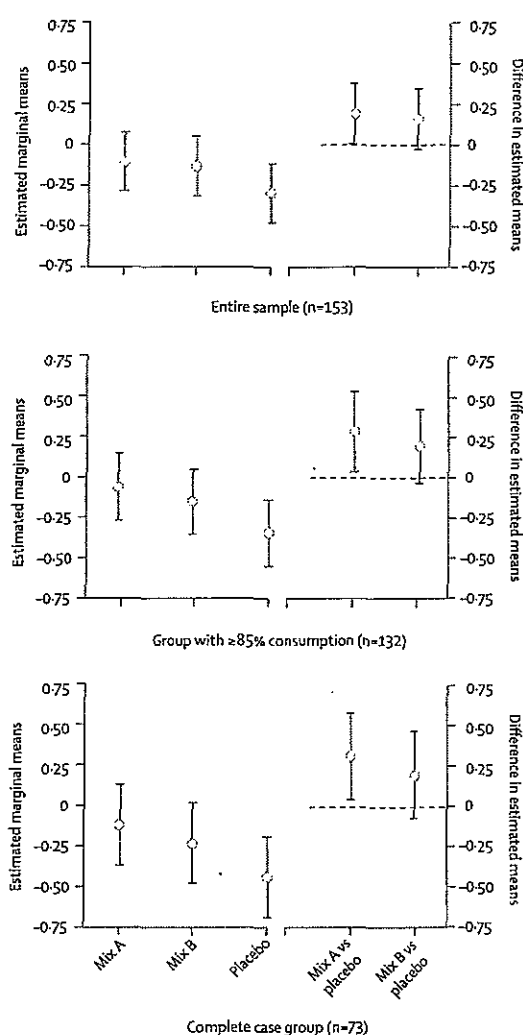 0·75
0·50
0·25
0
−0·25
−0·50
−0·75
Estimated marginal means
0·75
0·50
0·25
0
−0·25
−0·50
−0·75
Difference in estimated means
Entire sample (n=153)
0·75
0·50
0·25
0
−0·25
−0·50
−0·75
Estimated marginal means
0·75
0·50
0·25
0
−0·25
−0·50
−0·75
Difference in estimated means
Group with ≥85% consumption (n=132)
0·75
0·50
0·25
0
−0·25
−0·50
−0·75
Estimated marginal means
0·75
0·50
0·25
0
−0·25
−0·50
−0·75
Difference in estimated means
Mix A
Mix B
Placebo
Mix A vs
placebo
Mix B vs
placebo
Complete case group (n=73)